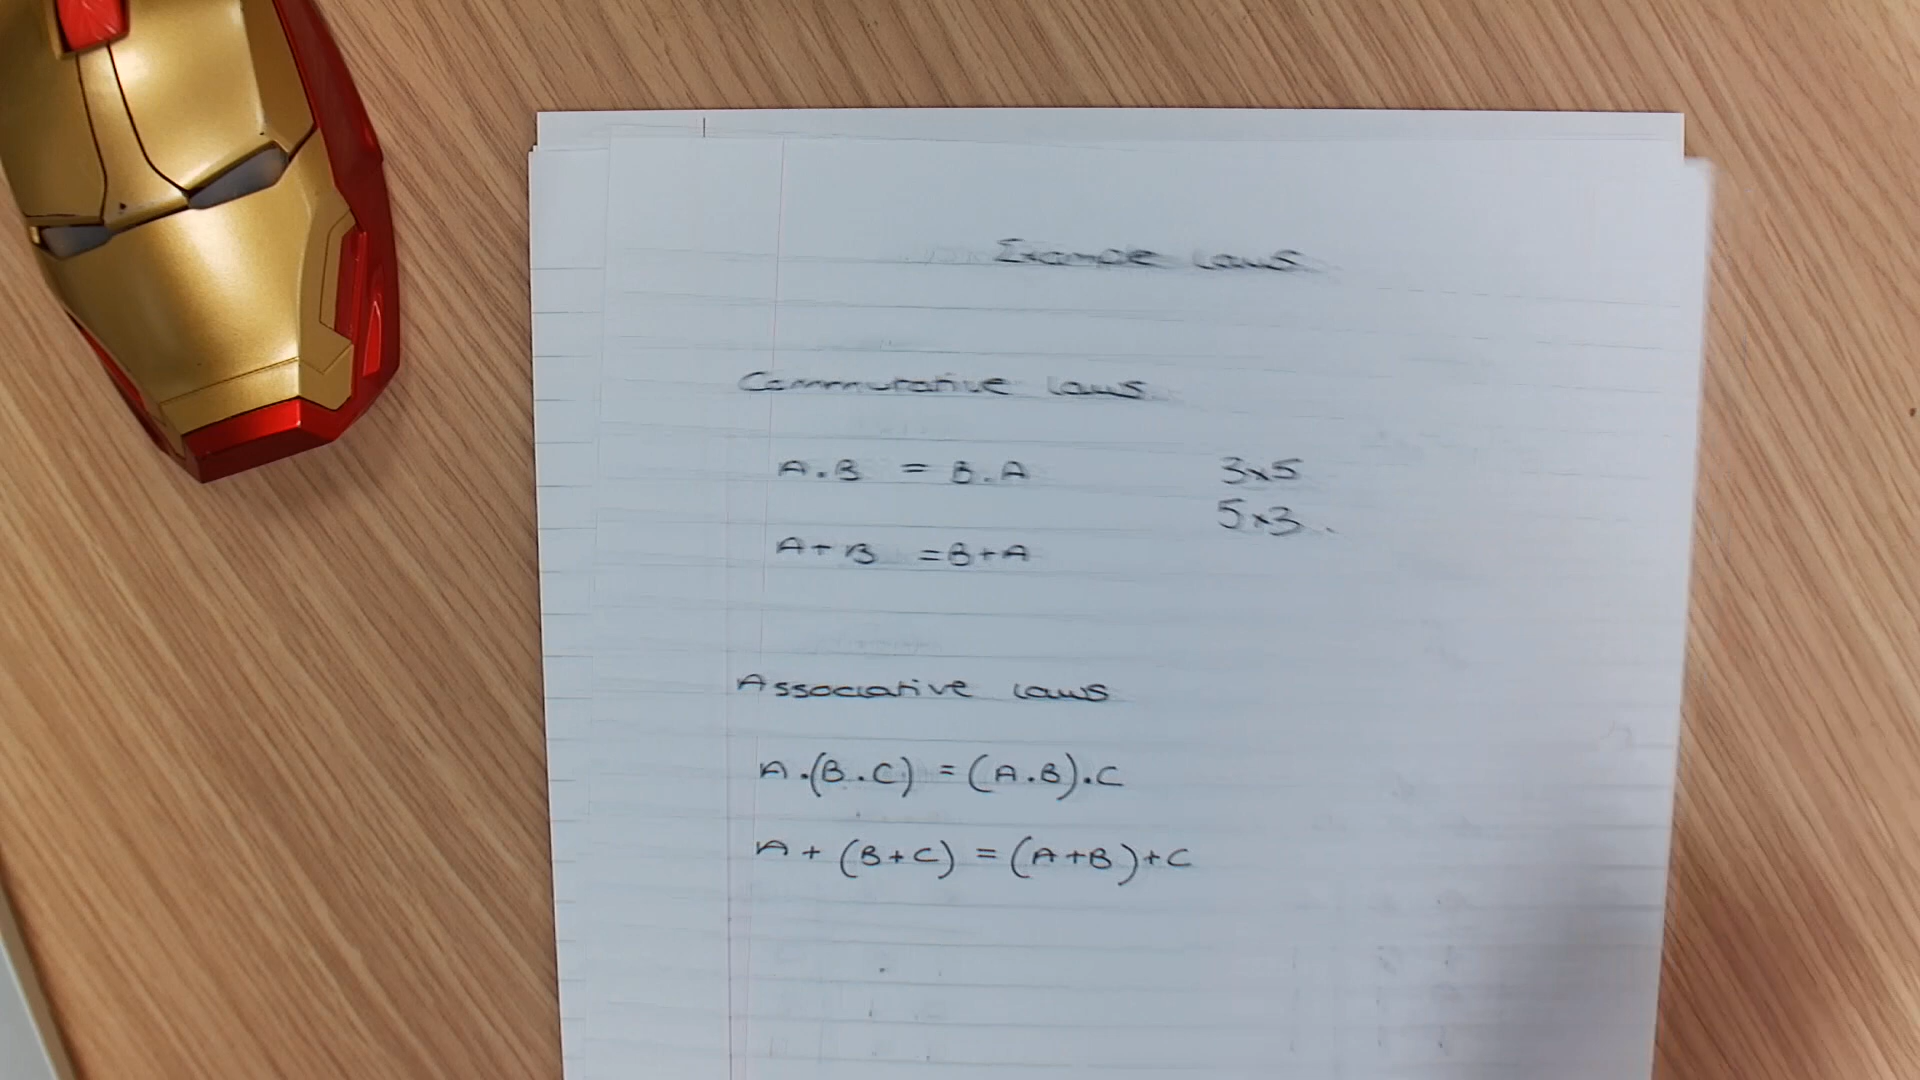 Example Laws
Commutative Laws
A.B = B.A
3x5
5x3.
A+B = B+A
Associative Laws
A.(B.C) = (A.B).C
A+(B+C) = (A+B)+C